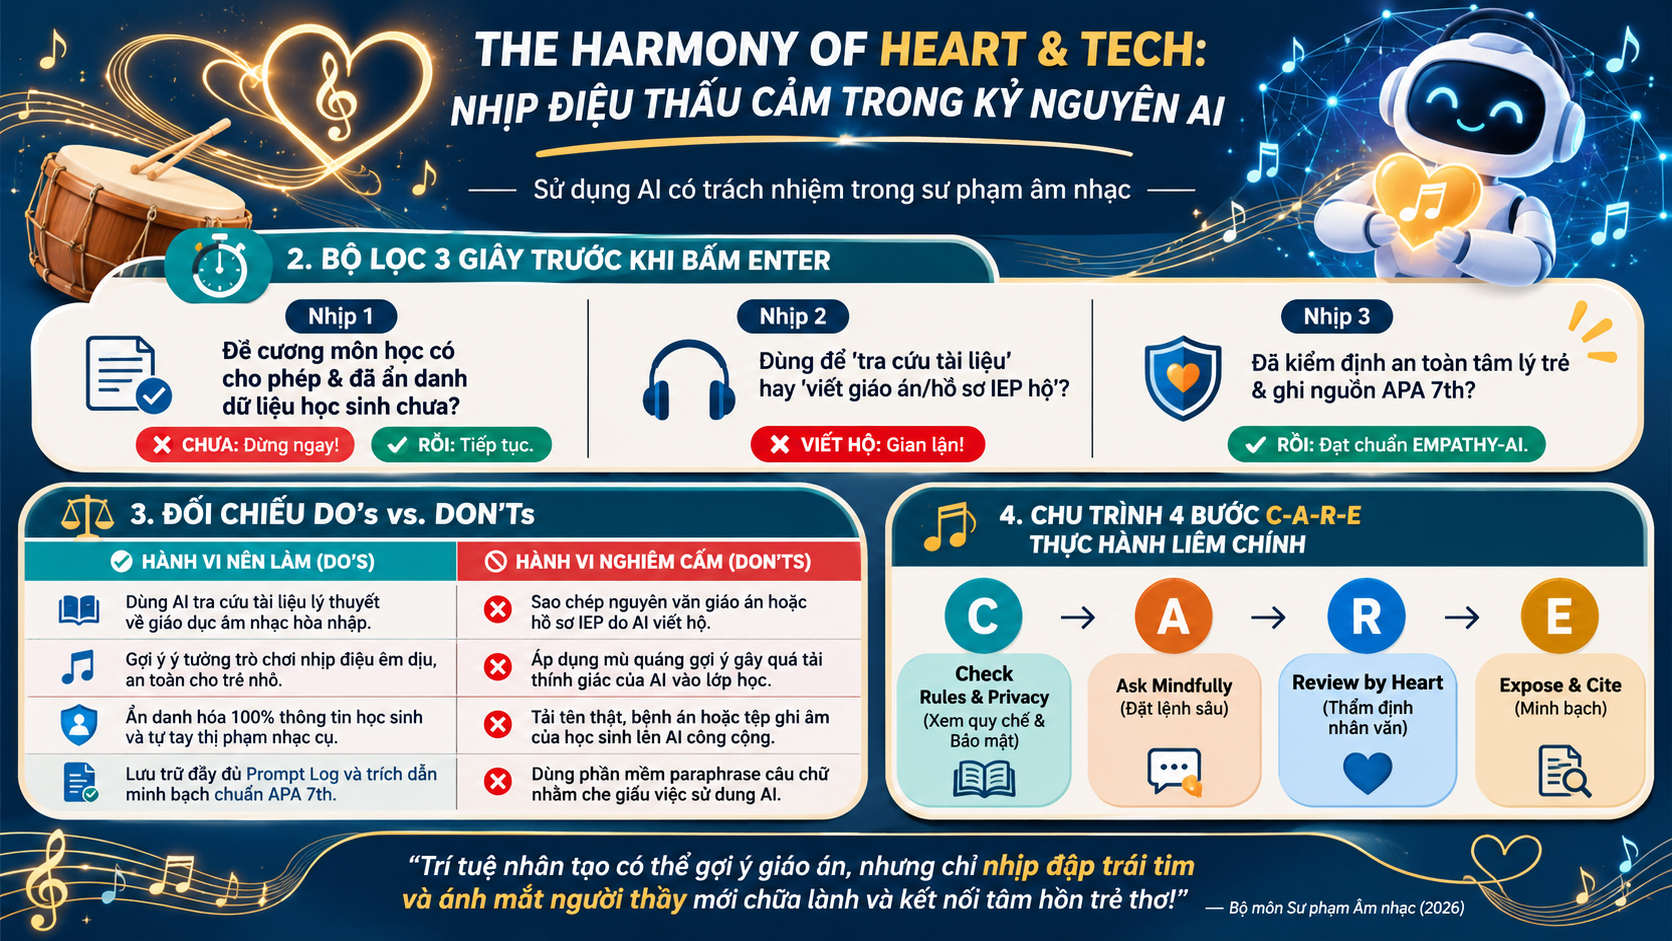 THE HARMONY OF HEART & TECH:
NHỊP ĐIỆU THẤU CẢM TRONG KỶ NGUYÊN AI
Sử dụng AI có trách nhiệm trong sư phạm âm nhạc
2. BỘ LỌC 3 GIÂY TRƯỚC KHI BẤM ENTER
Nhịp 1
Đề cương môn học có
cho phép & đã ẩn danh
dữ liệu học sinh chưa?
CHƯA: Dừng ngay!
RỒI: Tiếp tục.
Nhịp 2
Dùng để 'tra cứu tài liệu'
hay 'viết giáo án/hồ sơ IEP hộ'?
VIẾT HỘ: Gian lận!
Nhịp 3
Đã kiểm định an toàn tâm lý trẻ
& ghi nguồn APA 7th?
RỒI: Đạt chuẩn EMPATHY-AI.
3. ĐỐI CHIẾU DO's vs. DON'Ts
HÀNH VI NÊN LÀM (DO'S)
HÀNH VI NGHIÊM CẤM (DON'TS)
Dùng AI tra cứu tài liệu lý thuyết
về giáo dục âm nhạc hòa nhập.
Sao chép nguyên văn giáo án hoặc
hồ sơ IEP do AI viết hộ.
Gợi ý ý tưởng trò chơi nhịp điệu êm dịu,
an toàn cho trẻ nhỏ.
Áp dụng mù quáng gợi ý gây quá tải
thính giác của AI vào lớp học.
Ẩn danh hóa 100% thông tin học sinh
và tự tay thị phạm nhạc cụ.
Tải tên thật, bệnh án hoặc tệp ghi âm
của học sinh lên AI công cộng.
Lưu trữ đầy đủ Prompt Log và trích dẫn
minh bạch chuẩn APA 7th.
Dùng phần mềm paraphrase câu chữ
nhằm che giấu việc sử dung AI.
4. CHU TRÌNH 4 BƯỚC C-A-R-E
THỰC HÀNH LIÊM CHÍNH
C → A → R → E
Check
Rules & Privacy
(Xem quy chế &
Bảo mật)
Ask Mindfully
(Đặt lệnh sâu)
Review by Heart
(Thẩm định
nhân văn)
Expose & Cite
(Minh bạch)
“Trí tuệ nhân tạo có thể gợi ý giáo án, nhưng chỉ nhịp đập trái tim
và ánh mắt người thầy mới chữa lành và kết nối tâm hồn trẻ thơ!”
— Bộ môn Sư phạm Âm nhạc (2026)